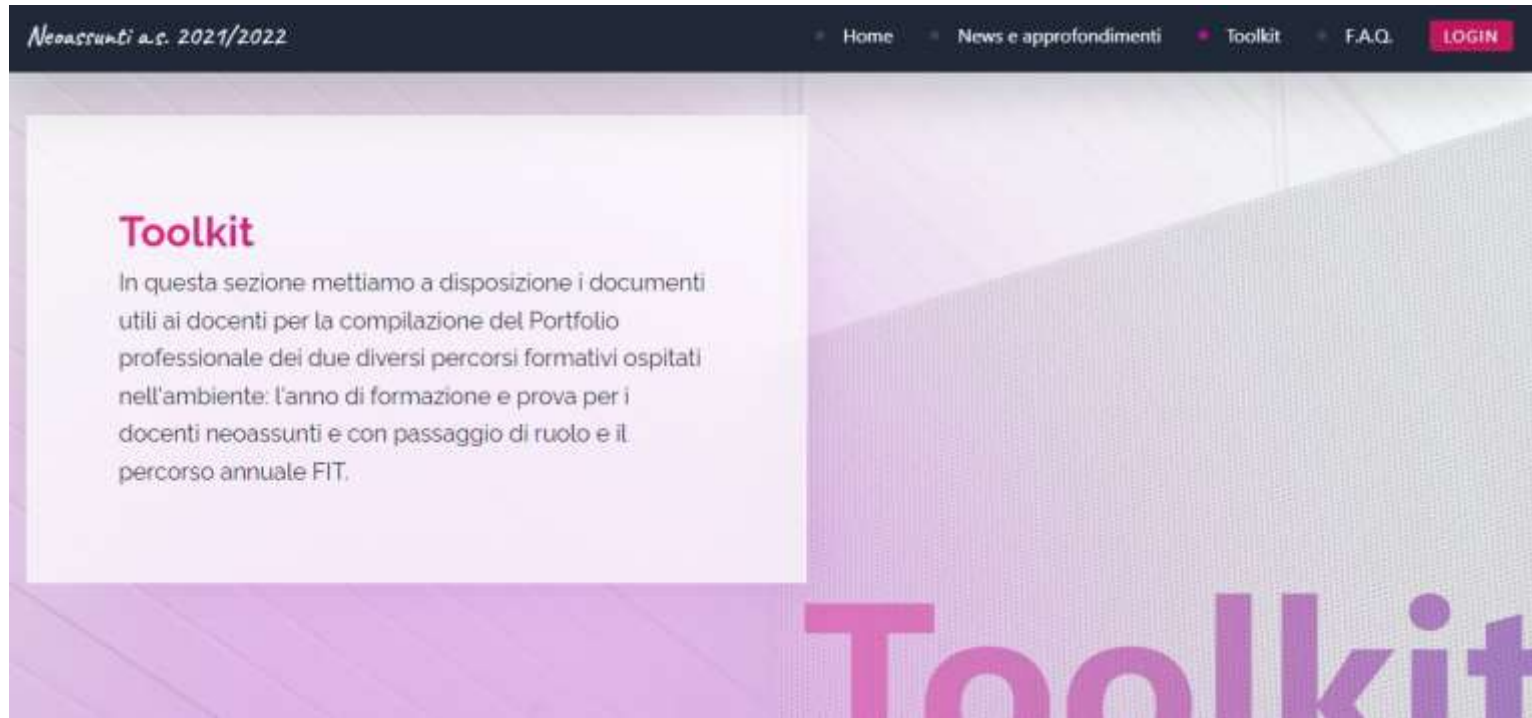 Neoassunti a.s. 2021/2022
Home News e approfondimenti Toolkit F.A.Q. LOGIN
Toolkit
In questa sezione mettiamo a disposizione i documenti
utili ai docenti per la compilazione del Portfolio
professionale dei due diversi percorsi formativi ospitati
nell'ambiente: l'anno di formazione e prova per i
docenti neoassunti e con passaggio di ruolo e il
percorso annuale FIT.
Toolkit